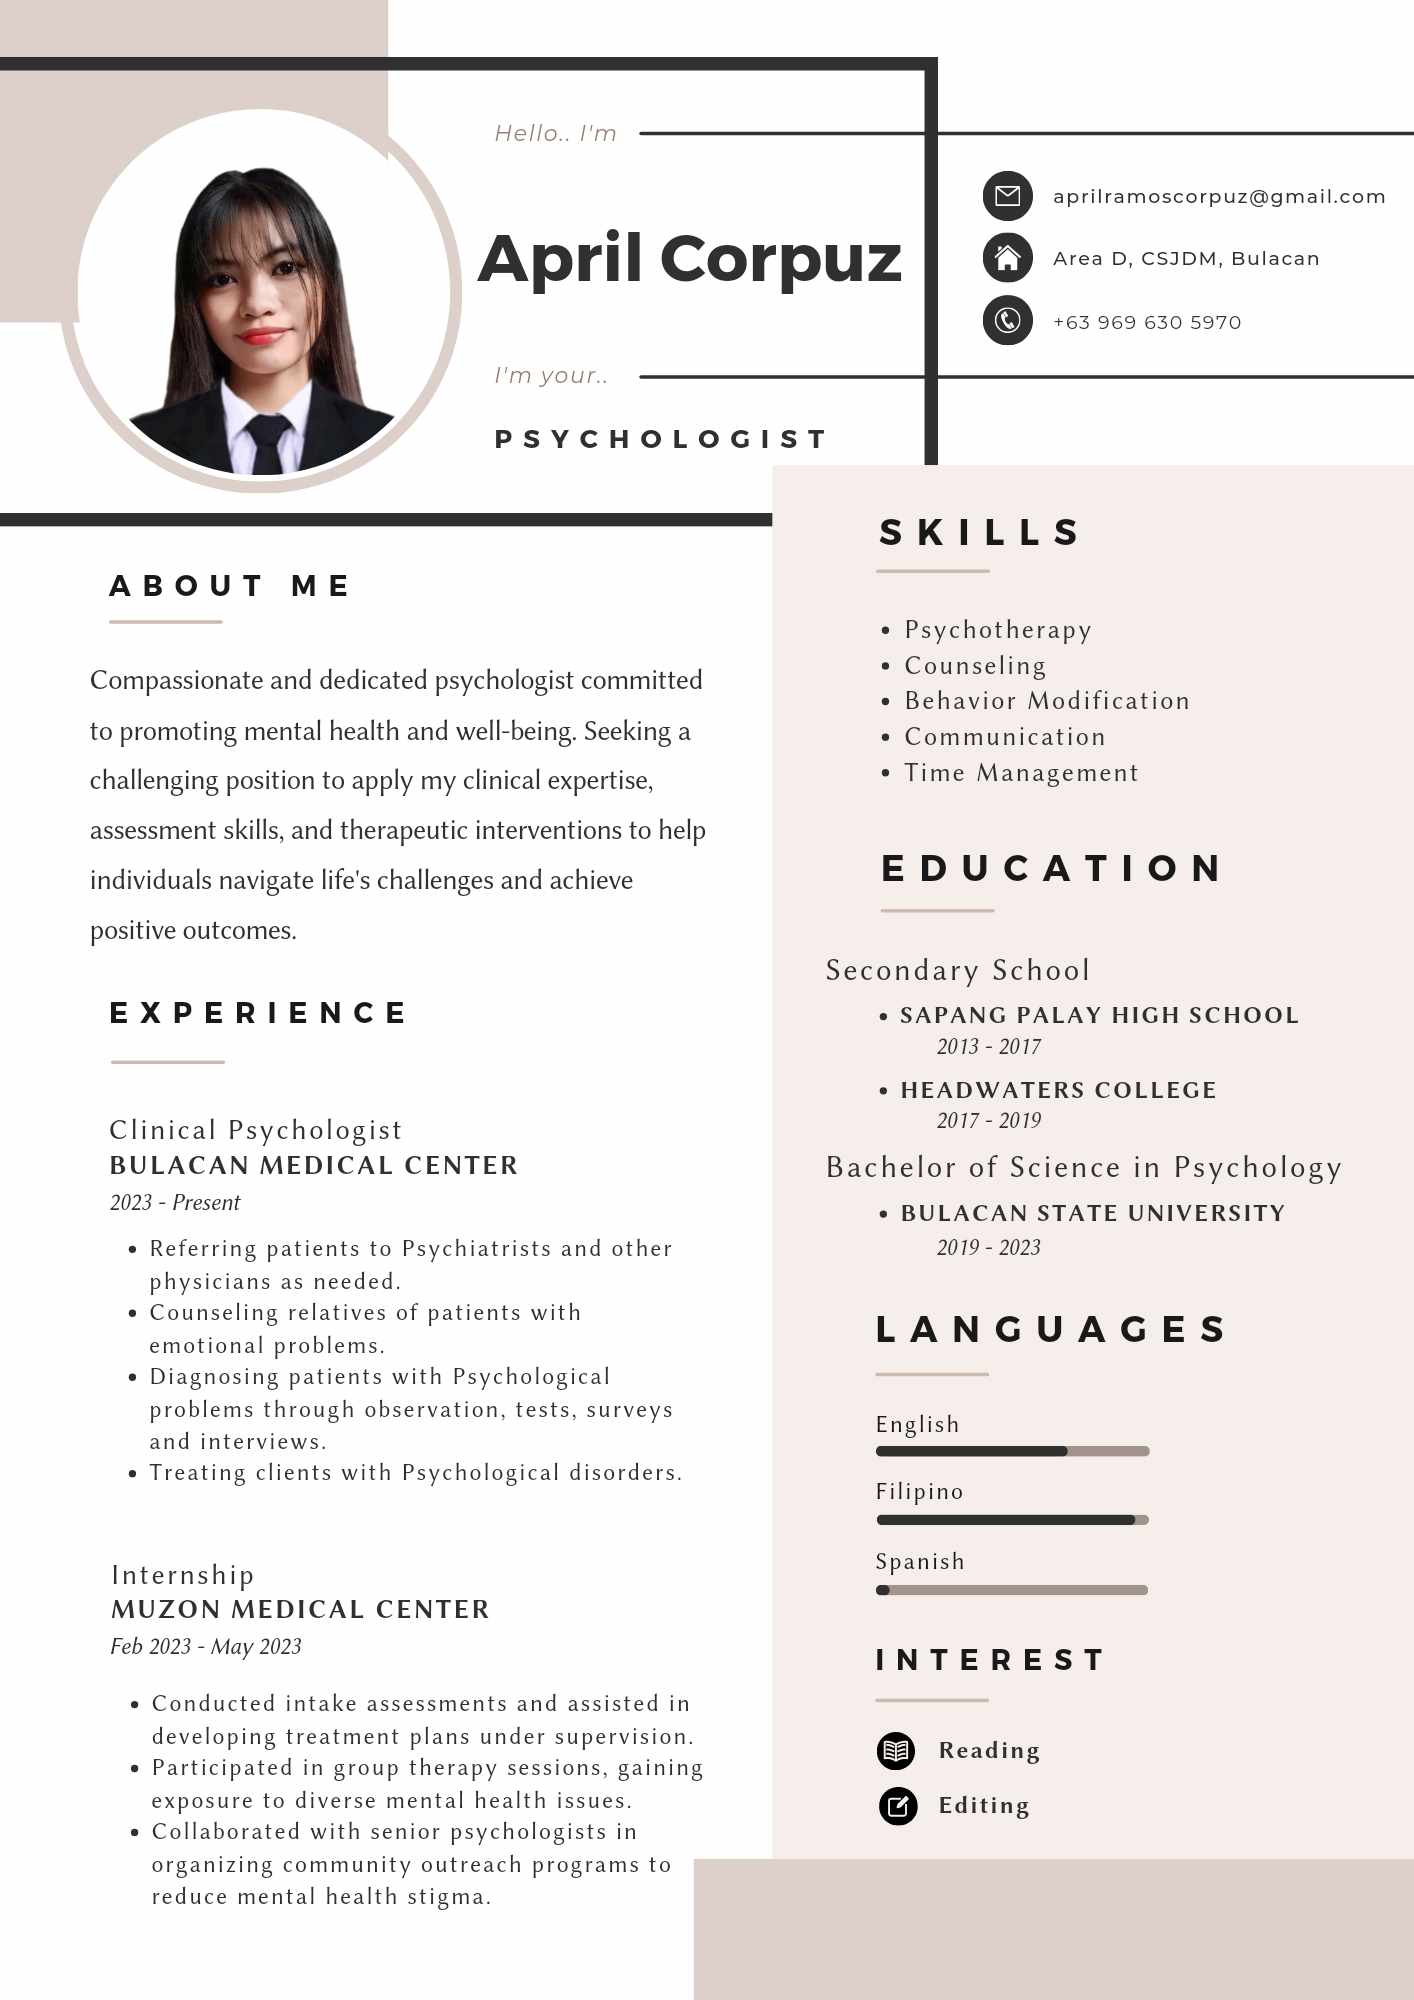 Hello.. I'm
April Corpuz
I'm your..
PSYCHOLOGIST
aprilramoscorpuz@gmail.com
Area D, CSJDM, Bulacan
+63 969 630 5970
ABOUT ME
Compassionate and dedicated psychologist committed
to promoting mental health and well-being. Seeking a
challenging position to apply my clinical expertise,
assessment skills, and therapeutic interventions to help
individuals navigate life's challenges and achieve
positive outcomes.
EXPERIENCE
Clinical Psychologist
BULACAN MEDICAL CENTER
2023 - Present
• Referring patients to Psychiatrists and other
physicians as needed.
• Counseling relatives of patients with
emotional problems.
• Diagnosing patients with Psychological
problems through observation, tests, surveys
and interviews.
• Treating clients with Psychological disorders.
Internship
MUZON MEDICAL CENTER
Feb 2023 - May 2023
• Conducted intake assessments and assisted in
developing treatment plans under supervision.
• Participated in group therapy sessions, gaining
exposure to diverse mental health issues.
• Collaborated with senior psychologists in
organizing community outreach programs to
reduce mental health stigma.
SKILLS
• Psychotherapy
• Counseling
• Behavior Modification
• Communication
• Time Management
EDUCATION
Secondary School
• SAPANG PALAY HIGH SCHOOL
2013 - 2017
• HEADWATERS COLLEGE
2017 - 2019
Bachelor of Science in Psychology
• BULACAN STATE UNIVERSITY
2019 - 2023
LANGUAGES
English
Filipino
Spanish
INTEREST
Reading
Editing